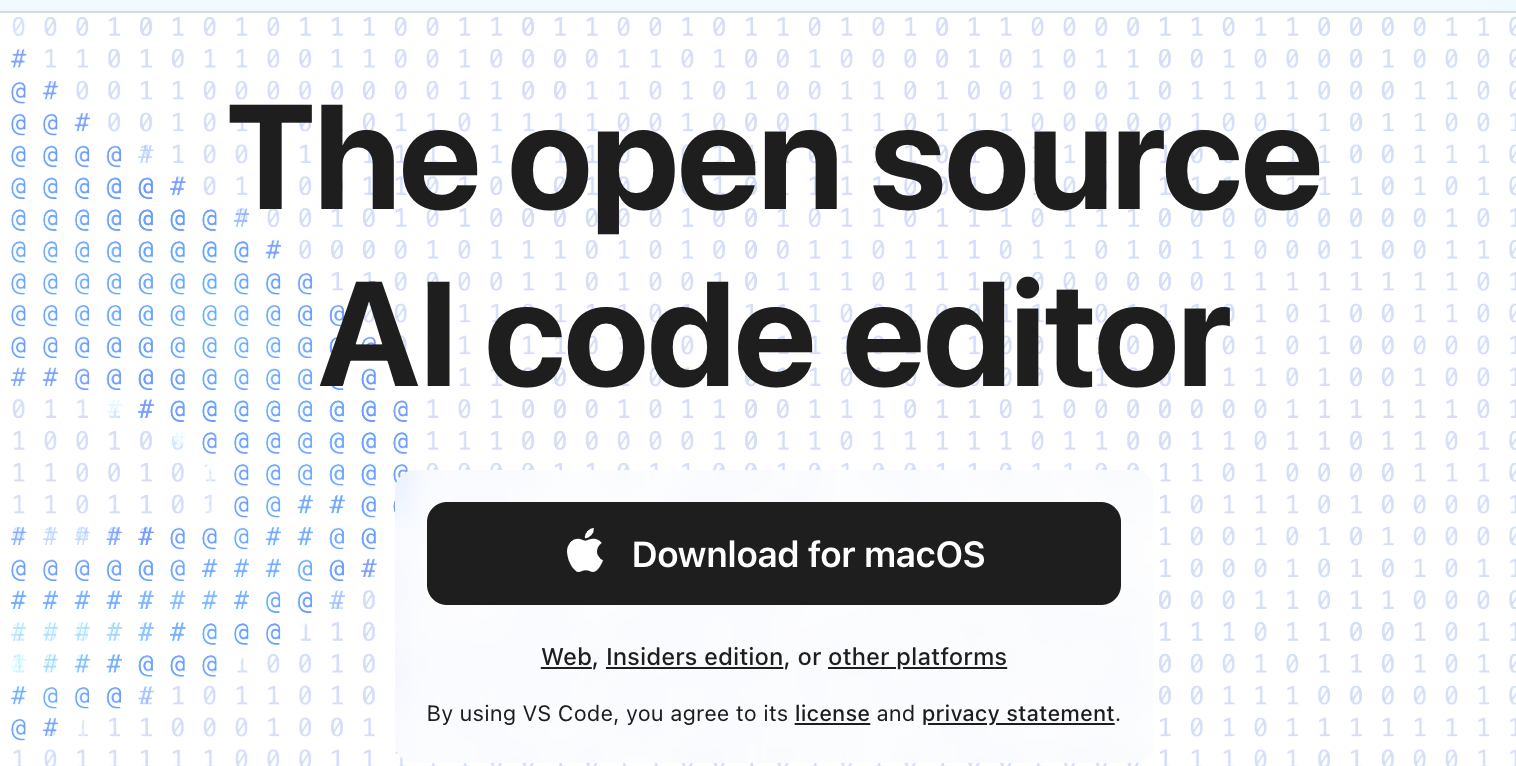 The open source
AI code editor
Download for macOS
Web, Insiders edition, or other platforms
By using VS Code, you agree to its license and privacy statement.